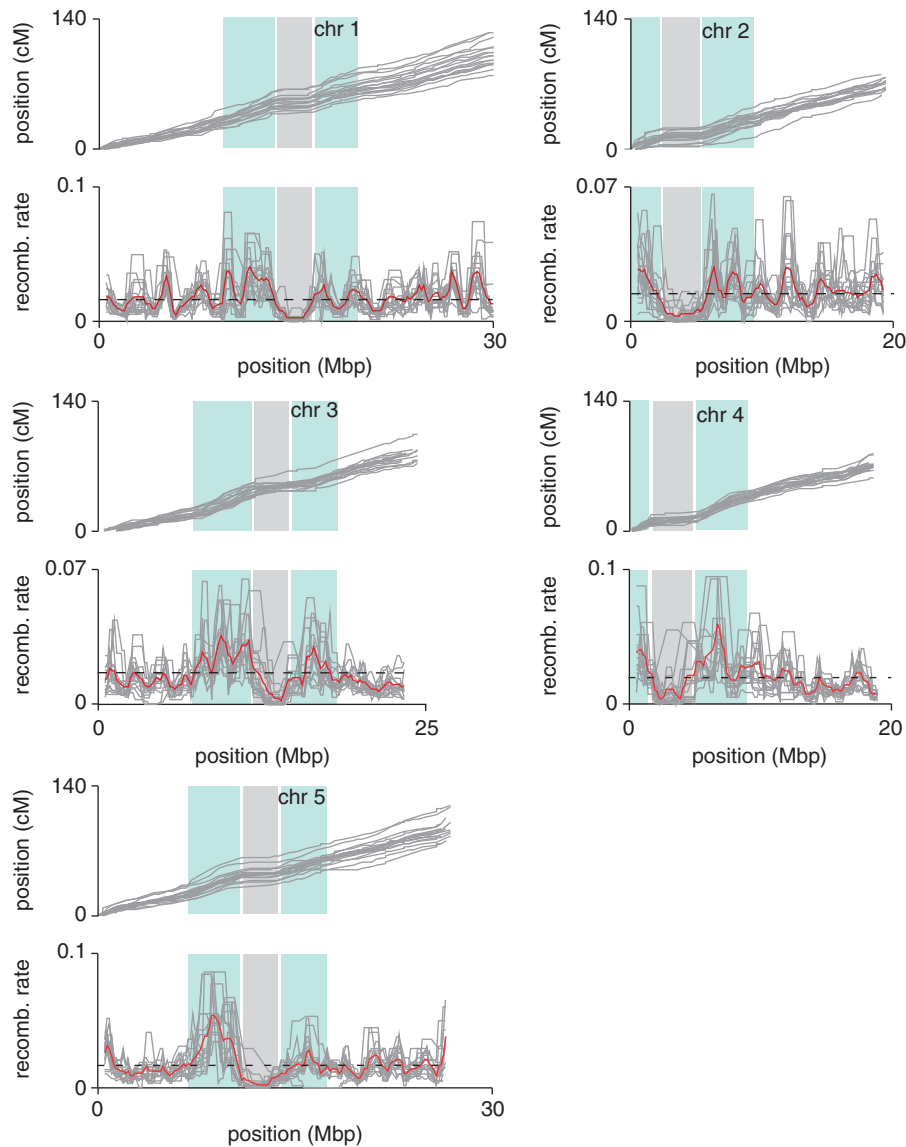 140
position (cM)
0
chr 1
0.1
recomb. rate
0
0
30
position (Mbp)
140
position (cM)
0
chr 2
0.07
recomb. rate
0
0
20
position (Mbp)
140
position (cM)
0
chr 3
0.07
recomb. rate
0
0
25
position (Mbp)
140
position (cM)
0
chr 4
0.1
recomb. rate
0
0
20
position (Mbp)
140
position (cM)
0
chr 5
0.1
recomb. rate
0
0
30
position (Mbp)